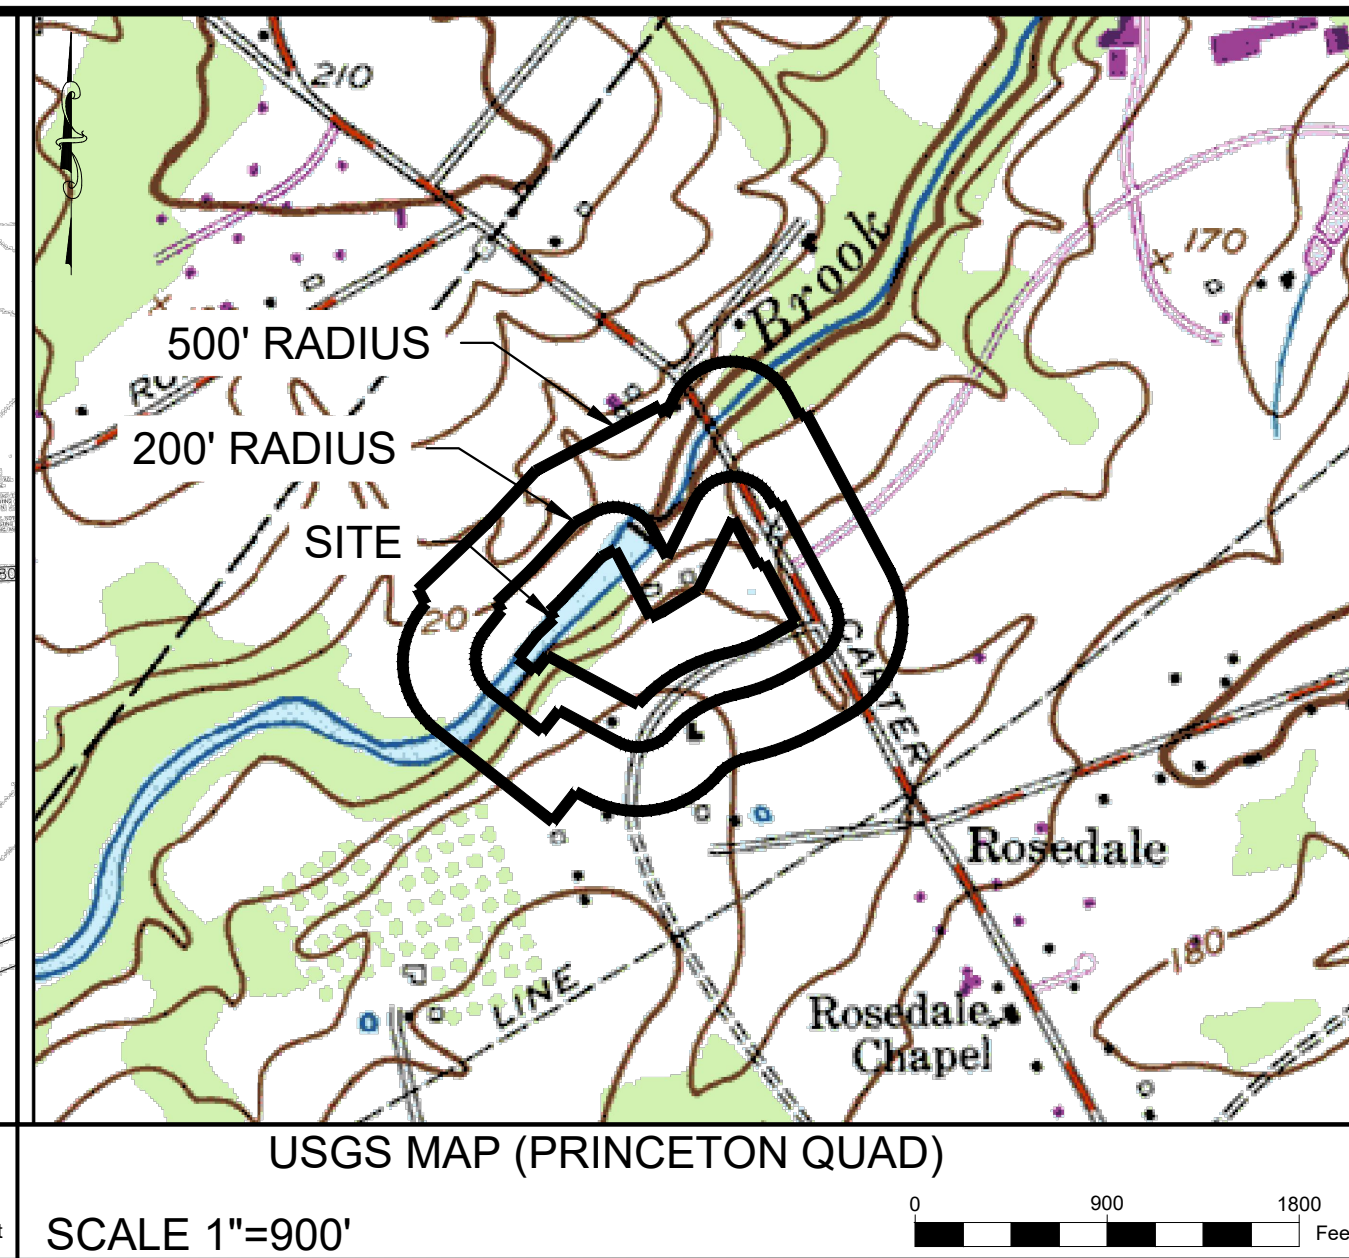 210
Brook
170
500' RADIUS
200' RADIUS
SITE
20
CARTER
Rosedale
180
LINE
Rosedale
Chapel
USGS MAP (PRINCETON QUAD)
SCALE 1"=900'
0 900 1800